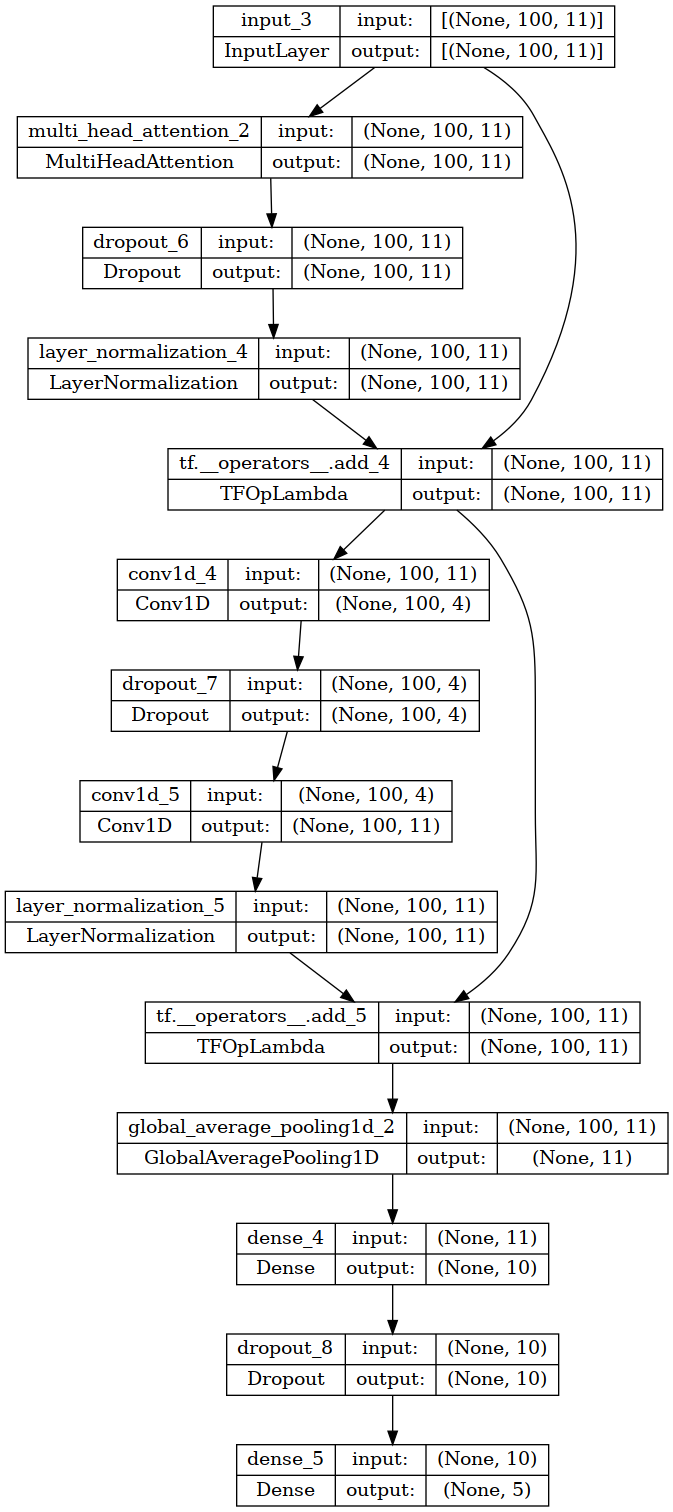 input_3 input: [(None, 100, 11)]
InputLayer output: [(None, 100, 11)]
multi_head_attention_2 input: (None, 100, 11)
MultiHeadAttention output: (None, 100, 11)
dropout_6 input: (None, 100, 11)
Dropout output: (None, 100, 11)
layer_normalization_4 input: (None, 100, 11)
LayerNormalization output: (None, 100, 11)
tf.__operators__.add_4 input: (None, 100, 11)
TFOpLambda output: (None, 100, 11)
conv1d_4 input: (None, 100, 11)
Conv1D output: (None, 100, 4)
dropout_7 input: (None, 100, 4)
Dropout output: (None, 100, 4)
conv1d_5 input: (None, 100, 4)
Conv1D output: (None, 100, 11)
layer_normalization_5 input: (None, 100, 11)
LayerNormalization output: (None, 100, 11)
tf.__operators__.add_5 input: (None, 100, 11)
TFOpLambda output: (None, 100, 11)
global_average_pooling1d_2 input: (None, 100, 11)
GlobalAveragePooling1D output: (None, 11)
dense_4 input: (None, 11)
Dense output: (None, 10)
dropout_8 input: (None, 10)
Dropout output: (None, 10)
dense_5 input: (None, 10)
Dense output: (None, 5)